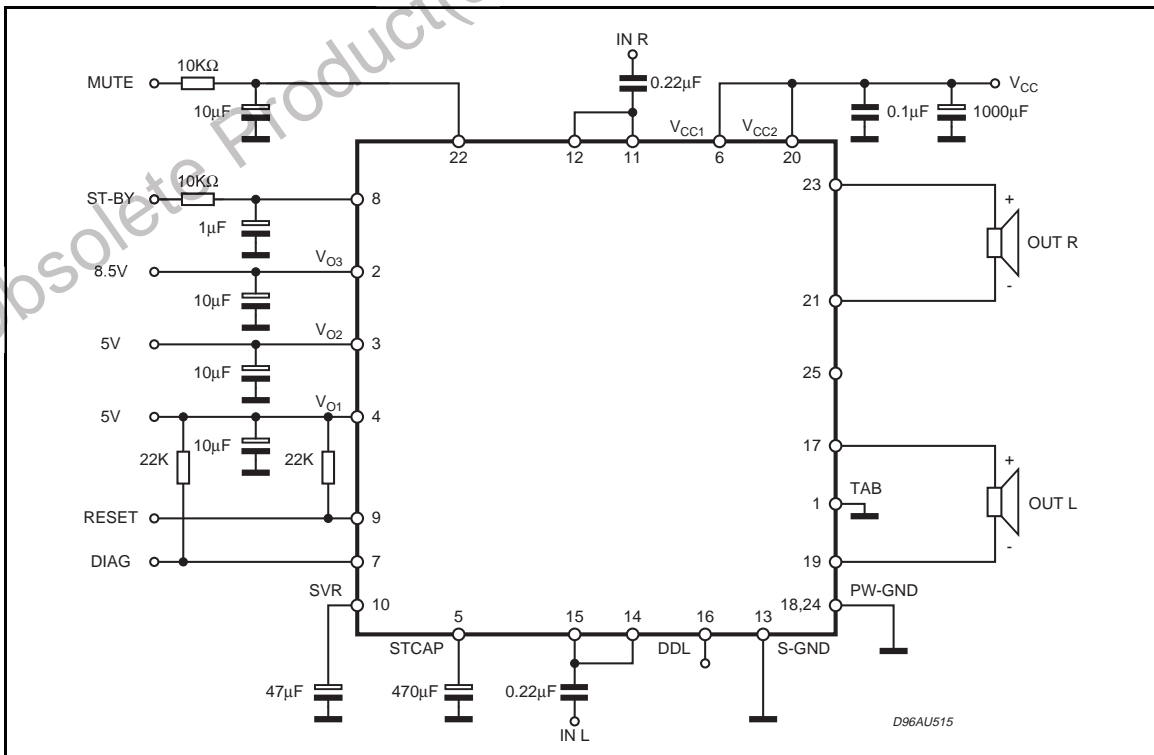 Obsolete Product(
IN R
0.22µF
MUTE
10KΩ
10µF
VCC
0.1µF
1000µF
VCC1
VCC2
22
12
11
6
20
ST-BY
10KΩ
1µF
8
23
+
OUT R
-
21
8.5V
VO3
10µF
2
5V
VO2
10µF
3
25
5V
VO1
10µF
4
22K
22K
17
+
OUT L
-
1
TAB
RESET
9
DIAG
7
19
SVR
10
18,24
PW-GND
5
15
14
16
13
STCAP
DDL
S-GND
47µF
470µF
0.22µF
IN L
D96AU515